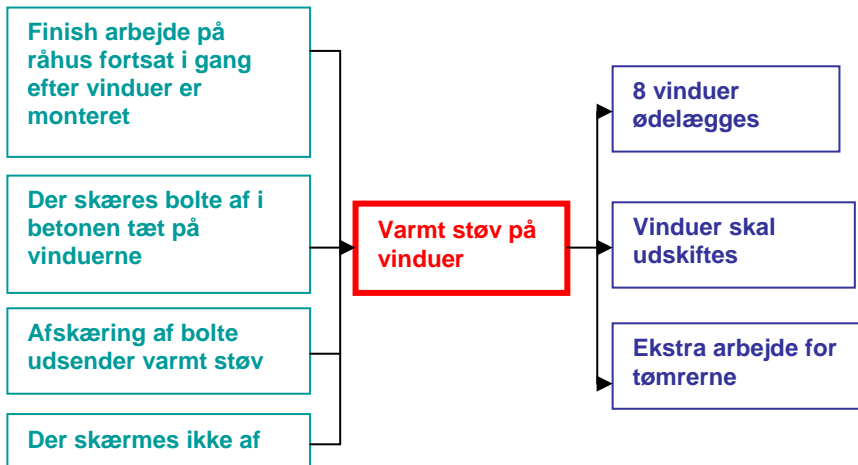 Finish arbejde på
råhus fortsat i gang
efter vinduer er
monteret
Der skæres bolte af i
betonen tæt på
vinduerne
Afskæring af bolte
udsender varmt støv
Der skærmes ikke af
Varmt støv på
vinduer
8 vinduer
ødelægges
Vinduer skal
udskiftes
Ekstra arbejde for
tømrerne